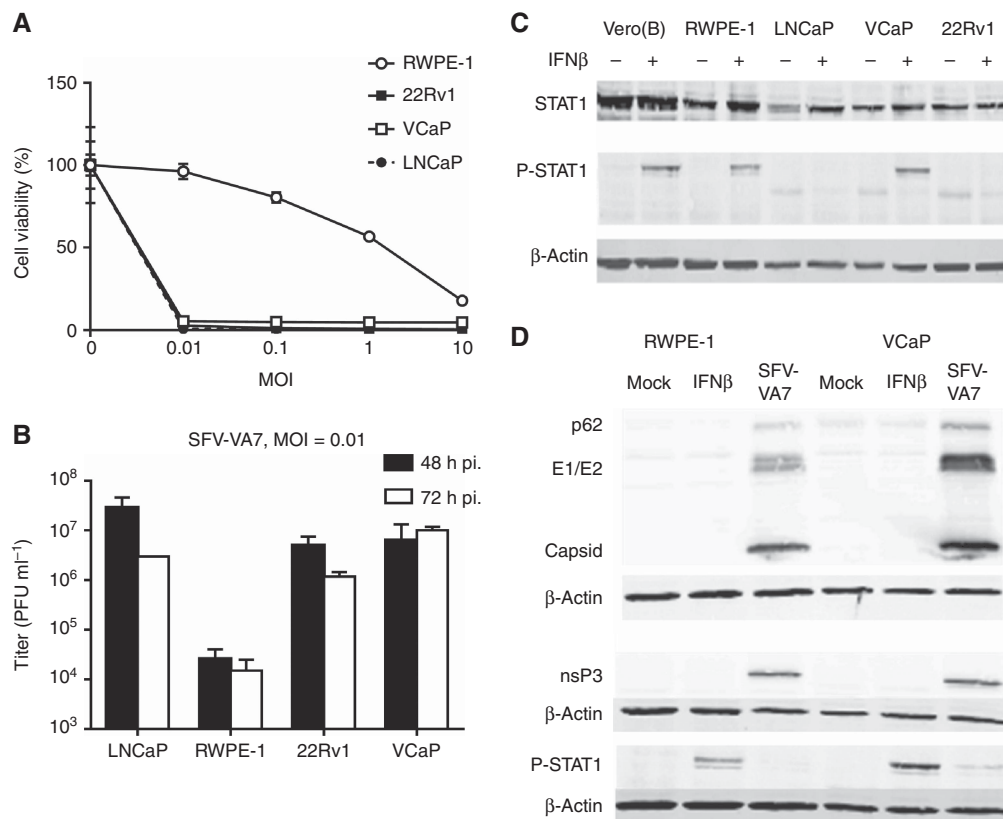 A
150
100
50
0
Cell viability (%)
0 0.01 0.1 1 10
MOI
RWPE-1
22Rv1
VCaP
LNCaP
B
SFV-VA7, MOI = 0.01
48 h pi.
72 h pi.
10⁸
10⁷
10⁶
10⁵
10⁴
10³
Titer (PFU ml⁻¹)
LNCaP RWPE-1 22Rv1 VCaP
C
Vero(B) RWPE-1 LNCaP VCaP 22Rv1
IFNβ – + – + – + – + – +
STAT1
P-STAT1
β-Actin
D
RWPE-1 VCaP
Mock IFNβ SFV-VA7 Mock IFNβ SFV-VA7
p62
E1/E2
Capsid
β-Actin
nsP3
β-Actin
P-STAT1
β-Actin